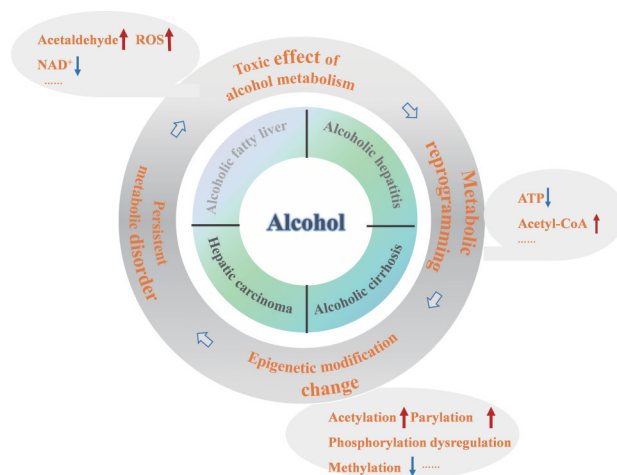 Acetaldehyde ROS
NAD⁺
......
Toxic effect of
alcohol metabolism
Metabolic
reprogramming
ATP
Acetyl-CoA
......
Epigenetic modification
change
Acetylation Parylation
Phosphorylation dysregulation
Methylation ......
Persistent
metabolic disorder
Alcoholic fatty liver
Alcoholic hepatitis
Alcoholic cirrhosis
Hepatic carcinoma
Alcohol